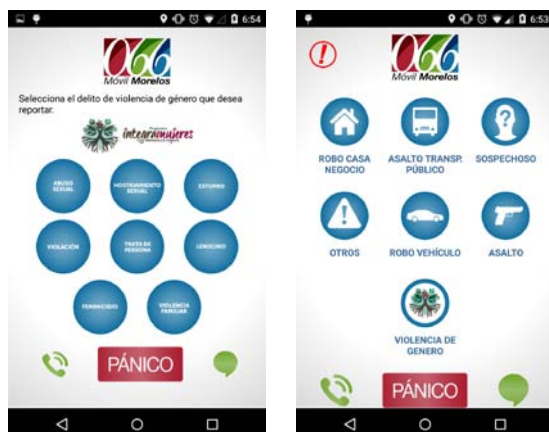 6:54
066
Móvil Morelos
Selecciona el delito de violencia de género que desea
reportar.
integramujeres
ABUSO
SEXUAL
HOSTIGAMIENTO
SEXUAL
ESTUPRO
VIOLACIÓN
TRATA DE
PERSONA
LENOCINIO
FEMINICIDIO
VIOLENCIA
FAMILIAR
PÁNICO
6:53
066
Móvil Morelos
ROBO CASA
NEGOCIO
ASALTO TRANSP.
PÚBLICO
SOSPECHOSO
OTROS
ROBO VEHÍCULO
ASALTO
VIOLENCIA DE
GENERO
PÁNICO